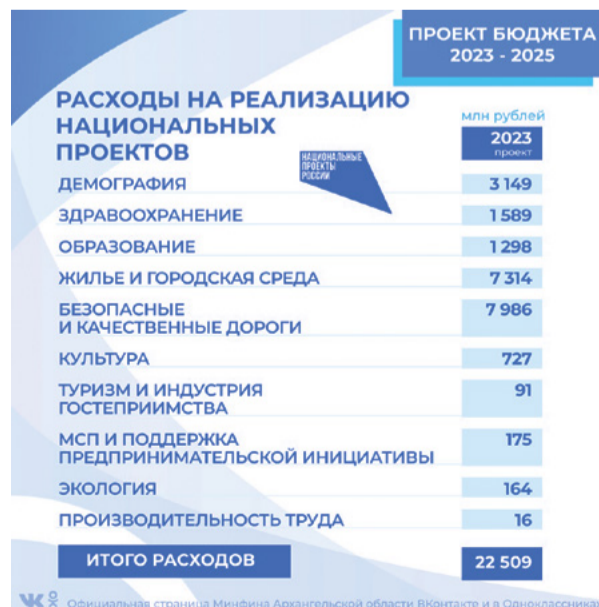 ПРОЕКТ БЮДЖЕТА
2023 - 2025
РАСХОДЫ НА РЕАЛИЗАЦИЮ
НАЦИОНАЛЬНЫХ
ПРОЕКТОВ
НАЦИОНАЛЬНЫЕ
ПРОЕКТЫ
РОССИИ
млн рублей
2023
проект
ДЕМОГРАФИЯ 3 149
ЗДРАВООХРАНЕНИЕ 1 589
ОБРАЗОВАНИЕ 1 298
ЖИЛЬЕ И ГОРОДСКАЯ СРЕДА 7 314
БЕЗОПАСНЫЕ
И КАЧЕСТВЕННЫЕ ДОРОГИ 7 986
КУЛЬТУРА 727
ТУРИЗМ И ИНДУСТРИЯ
ГОСТЕПРИИМСТВА 91
МСП И ПОДДЕРЖКА
ПРЕДПРИНИМАТЕЛЬСКОЙ ИНИЦИАТИВЫ 175
ЭКОЛОГИЯ 164
ПРОИЗВОДИТЕЛЬНОСТЬ ТРУДА 16
ИТОГО РАСХОДОВ 22 509
Официальная страница Минфина Архангельской области ВКонтакте и в Одноклассниках